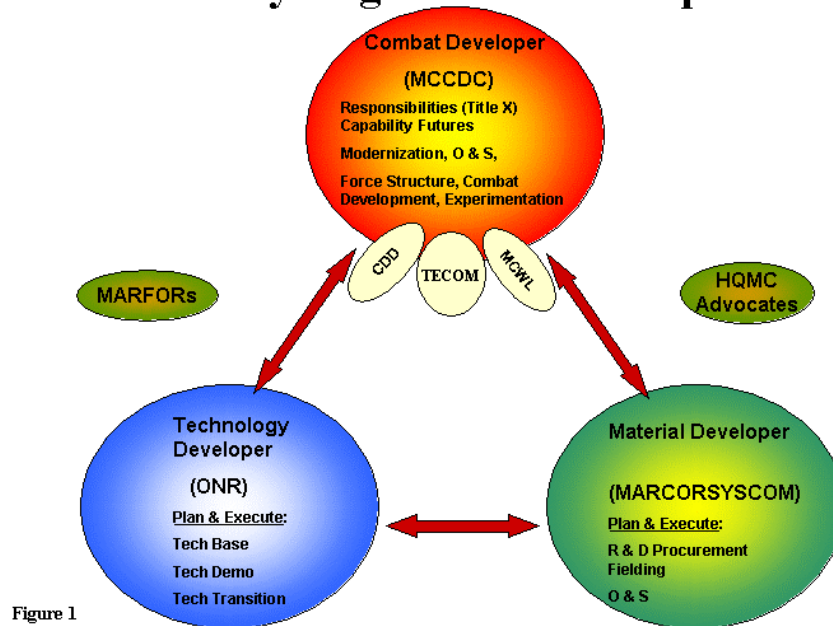 Combat Developer
(MCCDC)
Responsibilities (Title X)
Capability Futures
Modernization, O & S,
Force Structure, Combat
Development, Experimentation
CDD
TECOM
MCWL
MARFORs
HQMC
Advocates
Technology
Developer
(ONR)
Plan & Execute:
Tech Base
Tech Demo
Tech Transition
Material Developer
(MARCORSYSCOM)
Plan & Execute:
R & D Procurement
Fielding
O & S
Figure 1